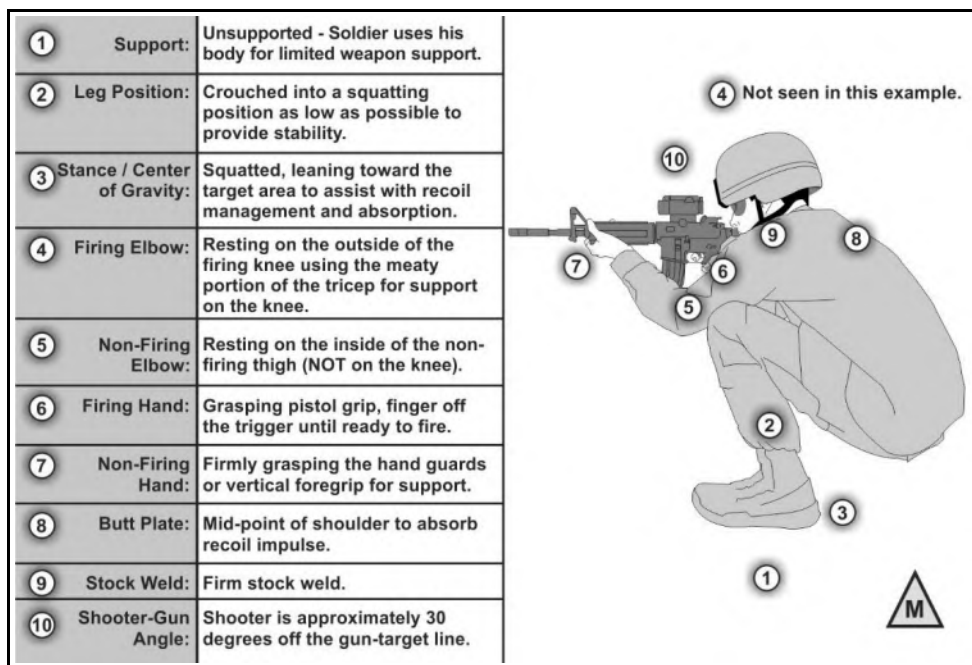 1 Support: Unsupported - Soldier uses his
body for limited weapon support.
2 Leg Position: Crouched into a squatting
position as low as possible to
provide stability.
3 Stance / Center
of Gravity: Squatted, leaning toward the
target area to assist with recoil
management and absorption.
4 Firing Elbow: Resting on the outside of the
firing knee using the meaty
portion of the tricep for support
on the knee.
5 Non-Firing
Elbow: Resting on the inside of the non-
firing thigh (NOT on the knee).
6 Firing Hand: Grasping pistol grip, finger off
the trigger until ready to fire.
7 Non-Firing
Hand: Firmly grasping the hand guards
or vertical foregrip for support.
8 Butt Plate: Mid-point of shoulder to absorb
recoil impulse.
9 Stock Weld: Firm stock weld.
10 Shooter-Gun
Angle: Shooter is approximately 30
degrees off the gun-target line.
4 Not seen in this example.
10
9
8
7
6
5
2
3
1
M